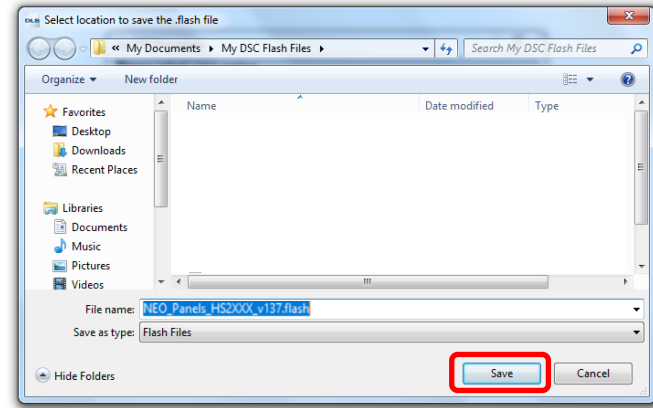 DLS Select location to save the .flash file
« My Documents My DSC Flash Files Search My DSC Flash Files
Organize New folder
Name Date modified Type
Favorites
Desktop
Downloads
Recent Places
Libraries
Documents
Music
Pictures
Videos
File name: NEO_Panels_HS2XXX_v137.flash
Save as type: Flash Files
Hide Folders Save Cancel